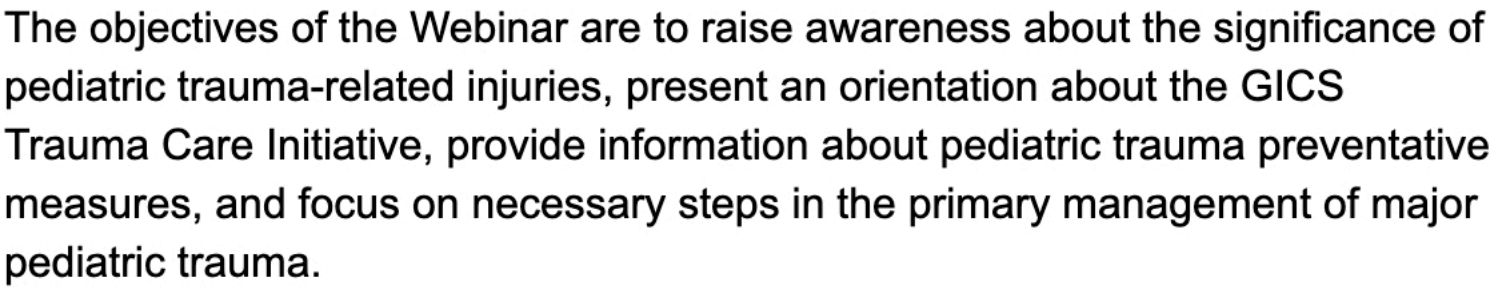 The objectives of the Webinar are to raise awareness about the significance of
pediatric trauma-related injuries, present an orientation about the GICS
Trauma Care Initiative, provide information about pediatric trauma preventative
measures, and focus on necessary steps in the primary management of major
pediatric trauma.